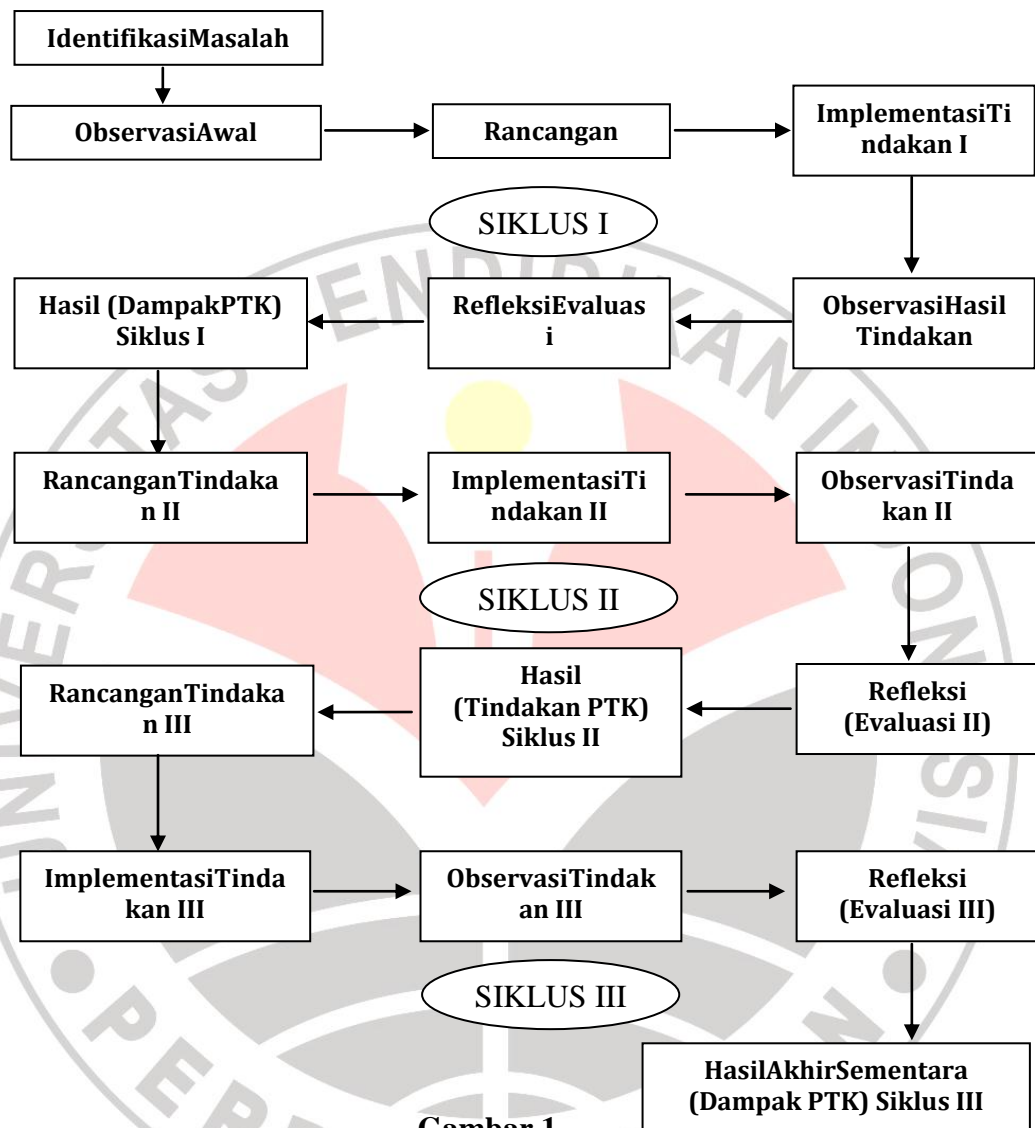 IdentifikasiMasalah
ObservasiAwal
Rancangan
ImplementasiTi
ndakan I
SIKLUS I
Hasil (DampakPTK)
Siklus I
RefleksiEvaluas
i
ObservasiHasil
Tindakan
RancanganTindaka
n II
ImplementasiTi
ndakan II
ObservasiTinda
kan II
SIKLUS II
RancanganTindaka
n III
Hasil
(Tindakan PTK)
Siklus II
Refleksi
(Evaluasi II)
ImplementasiTinda
kan III
ObservasiTindak
an III
Refleksi
(Evaluasi III)
SIKLUS III
HasilAkhirSementara
(Dampak PTK) Siklus III
Gambar 1